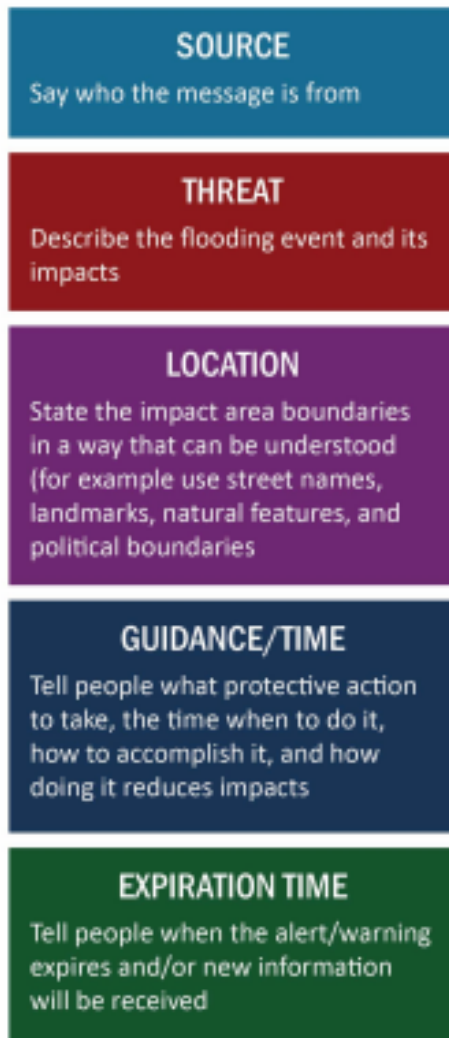 SOURCE
Say who the message is from
THREAT
Describe the flooding event and its
impacts
LOCATION
State the impact area boundaries
in a way that can be understood
(for example use street names,
landmarks, natural features, and
political boundaries
GUIDANCE/TIME
Tell people what protective action
to take, the time when to do it,
how to accomplish it, and how
doing it reduces impacts
EXPIRATION TIME
Tell people when the alert/warning
expires and/or new information
will be received